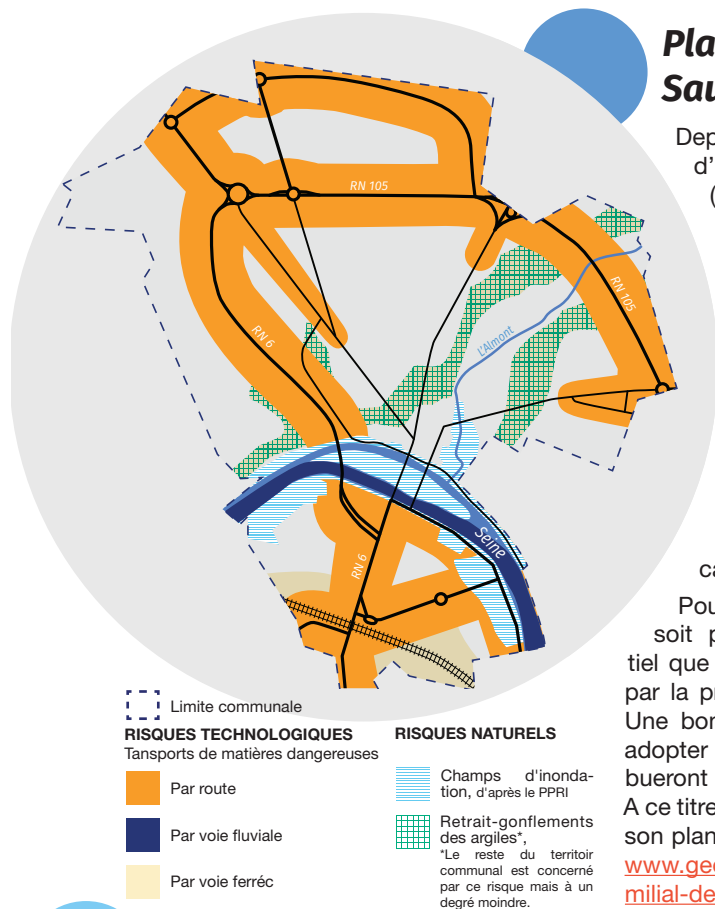 Pla
Sau
Dep
d'
(
RN 105
RN 105
L'Almont
RN 6
Seine
RN 6
ca
Pou
soit p
tiel que
par la pr
Une bon
adopter
bueront
A ce titre
son plan
www.geo
milial-de
Limite communale
RISQUES TECHNOLOGIQUES
Tansports de matières dangereuses
Par route
Par voie fluviale
Par voie ferréc
RISQUES NATURELS
Champs d'inonda-
tion, d'après le PPRI
Retrait-gonflements
des argiles*,
*Le reste du territoir
communal est concerné
par ce risque mais à un
degré moindre.